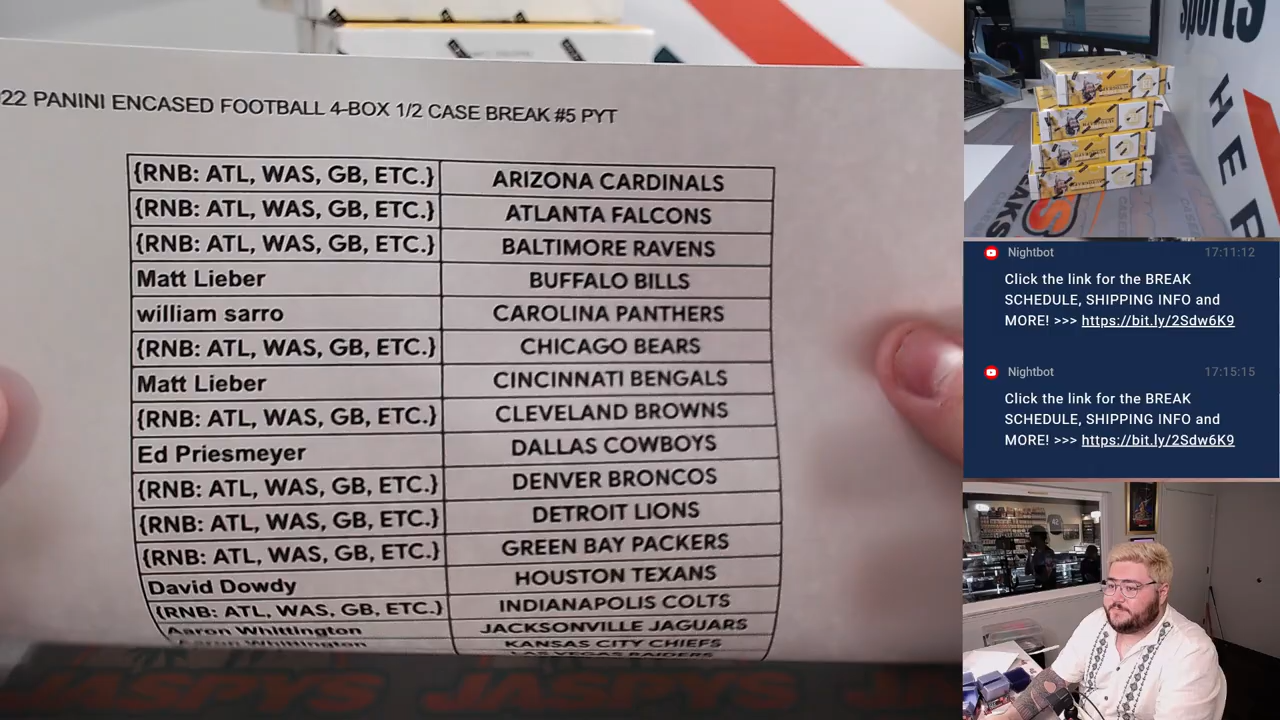 22 PANINI ENCASED FOOTBALL 4-BOX 1/2 CASE BREAK #5 PYT
{RNB: ATL, WAS, GB, ETC.} ARIZONA CARDINALS
{RNB: ATL, WAS, GB, ETC.} ATLANTA FALCONS
{RNB: ATL, WAS, GB, ETC.} BALTIMORE RAVENS
Matt Lieber BUFFALO BILLS
william sarro CAROLINA PANTHERS
{RNB: ATL, WAS, GB, ETC.} CHICAGO BEARS
Matt Lieber CINCINNATI BENGALS
{RNB: ATL, WAS, GB, ETC.} CLEVELAND BROWNS
Ed Priesmeyer DALLAS COWBOYS
{RNB: ATL, WAS, GB, ETC.} DENVER BRONCOS
{RNB: ATL, WAS, GB, ETC.} DETROIT LIONS
{RNB: ATL, WAS, GB, ETC.} GREEN BAY PACKERS
David Dowdy HOUSTON TEXANS
{RNB: ATL, WAS, GB, ETC.} INDIANAPOLIS COLTS
Aaron Whittington JACKSONVILLE JAGUARS
Aaron Whittington KANSAS CITY CHIEFS
LAS VEGAS RAIDERS
JASPYS
sports
HER
Nightbot 17:11:12
Click the link for the BREAK
SCHEDULE, SHIPPING INFO and
MORE! >>> https://bit.ly/2Sdw6K9
Nightbot 17:15:15
Click the link for the BREAK
SCHEDULE, SHIPPING INFO and
MORE! >>> https://bit.ly/2Sdw6K9